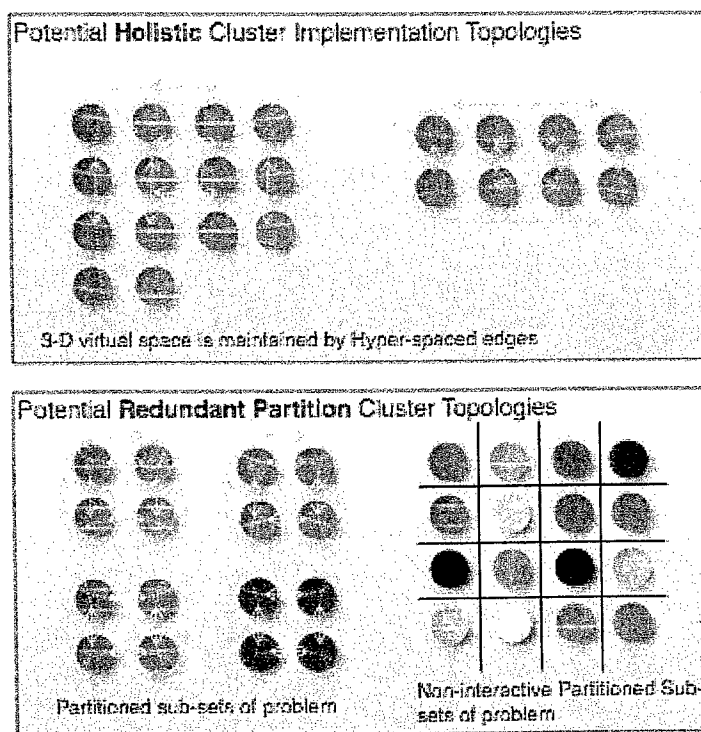 Potential Holistic Cluster Implementation Topologies
3-D virtual space is maintained by Hyper-spaced edges
Potential Redundant Partition Cluster Topologies
Partitioned sub-sets of problem
Non-interactive Partitioned Sub-
sets of problem